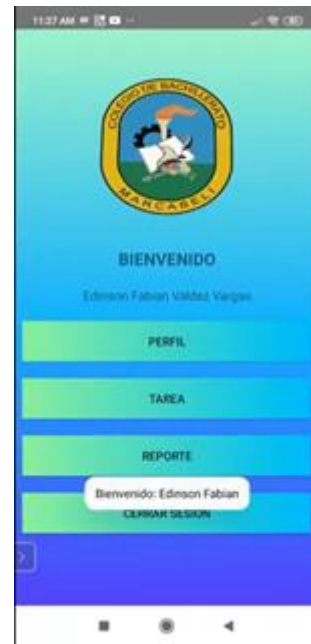 11:27 AM
COLEGIO DE BACHILLERATO
MARCABELI
BIENVENIDO
Edinson Fabian Valdez Vargas
PERFIL
TAREA
REPORTE
Bienvenido: Edinson Fabian
CERRAR SESION